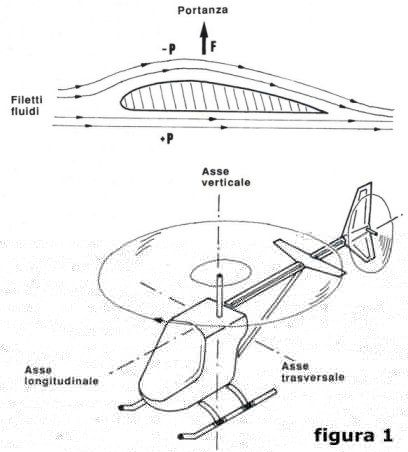 Portanza
-P
F
Filetti
fluidi
+P
Asse
verticale
Asse
longitudinale
Asse
trasversale
figura 1